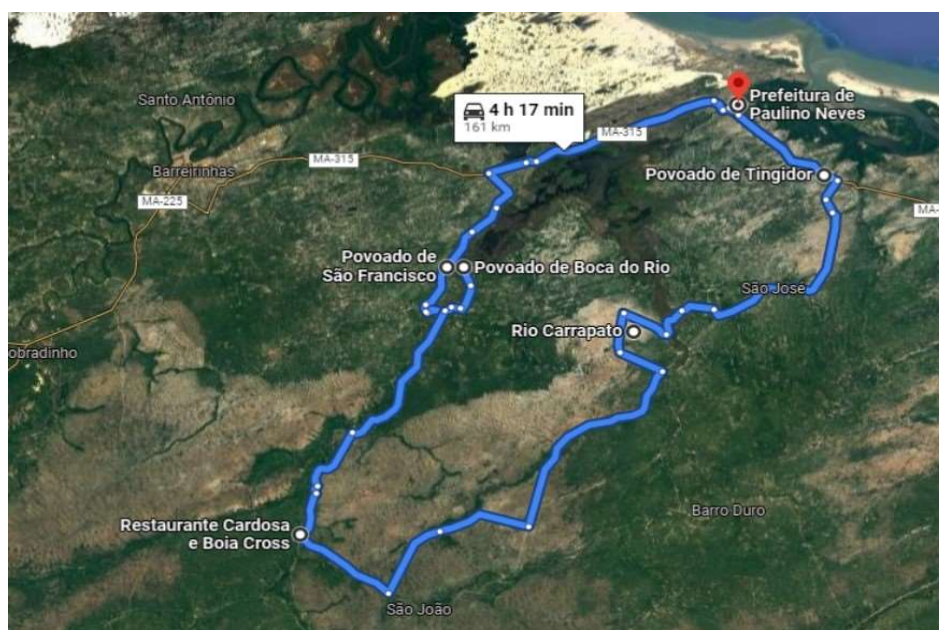 Santo Antônio
4 h 17 min
161 km
Prefeitura de
Paulino Neves
MA-315
MA-315
Barreirinhas
MA-225
Povoado de Tingidor
MA-
Povoado de
São Francisco
Povoado de Boca do Rio
São José
Rio Carrapato
obradinho
Barro Duro
Restaurante Cardosa
e Boia Cross
São João